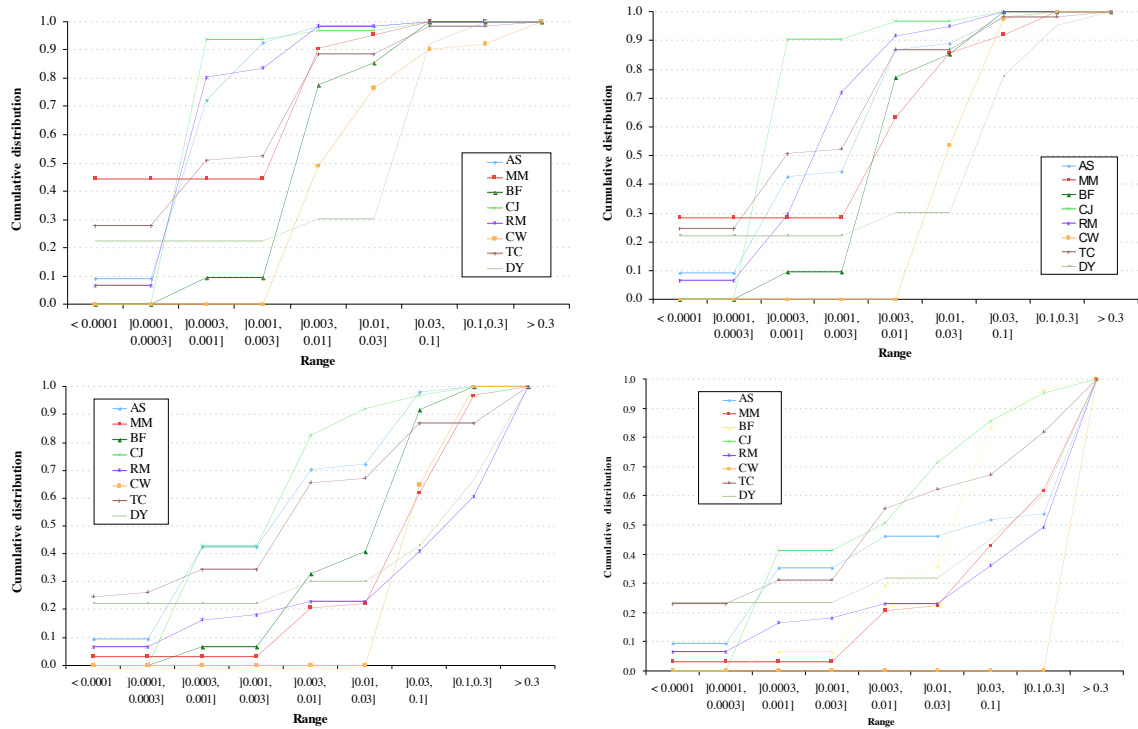 1.0
0.9
0.8
0.7
0.6
0.5
0.4
0.3
0.2
0.1
0.0
Cumulative distribution
AS
MM
BF
CJ
RM
CW
TC
DY
< 0.0001 ]0.0001, ]0.0003, ]0.001, ]0.003, ]0.01, ]0.03, ]0.1,0.3] > 0.3
0.0003] 0.001] 0.003] 0.01] 0.03] 0.1]
Range
1.0
0.9
0.8
0.7
0.6
0.5
0.4
0.3
0.2
0.1
0.0
Cumulative distribution
AS
MM
BF
CJ
RM
CW
TC
DY
< 0.0001 ]0.0001, ]0.0003, ]0.001, ]0.003, ]0.01, ]0.03, ]0.1,0.3] > 0.3
0.0003] 0.001] 0.003] 0.01] 0.03] 0.1]
Range
1.0
0.9
0.8
0.7
0.6
0.5
0.4
0.3
0.2
0.1
0.0
Cumulative distribution
AS
MM
BF
CJ
RM
CW
TC
DY
< 0.0001 ]0.0001, ]0.0003, ]0.001, ]0.003, ]0.01, ]0.03, ]0.1,0.3] > 0.3
0.0003] 0.001] 0.003] 0.01] 0.03] 0.1]
Range
1.0
0.9
0.8
0.7
0.6
0.5
0.4
0.3
0.2
0.1
0.0
Cumulative distribution
AS
MM
BF
CJ
RM
CW
TC
DY
< 0.0001 ]0.0001, ]0.0003, ]0.001, ]0.003, ]0.01, ]0.03, ]0.1,0.3] > 0.3
0.0003] 0.001] 0.003] 0.01] 0.03] 0.1]
Range